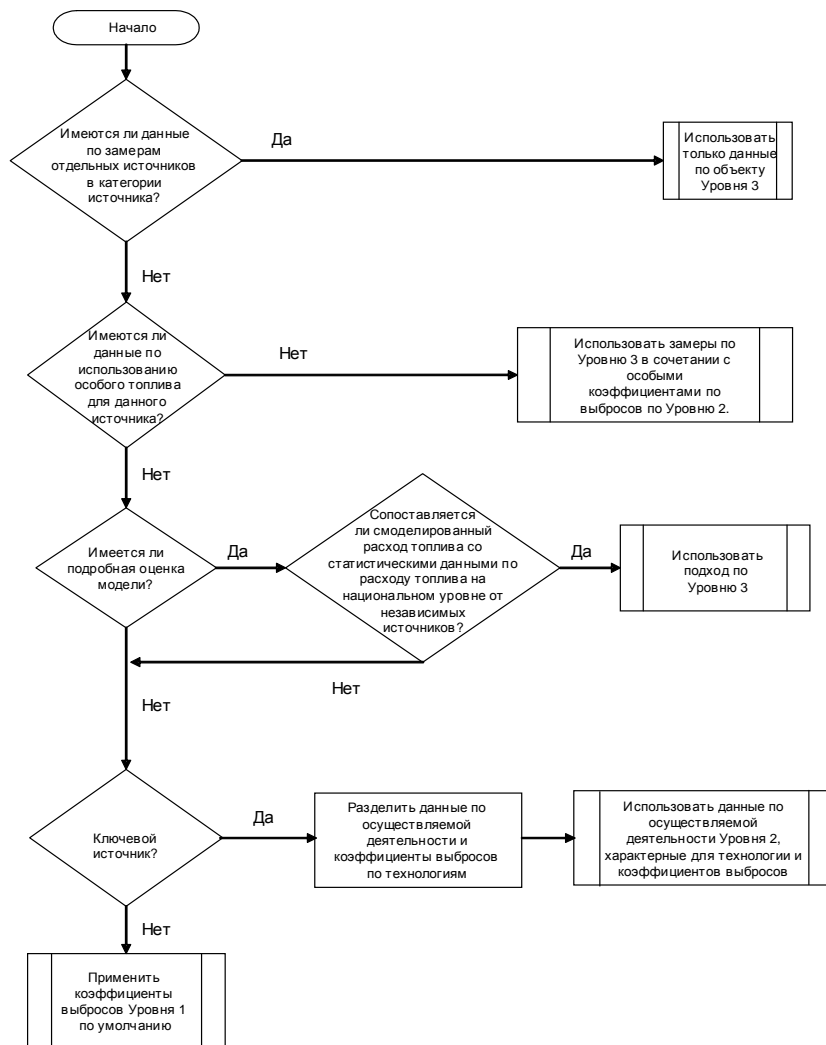 Начало
Имеются ли данные
по замерам
отдельных источников
в категории
источника?
Да
Использовать
только данные
по объекту
Уровня 3
Нет
Имеются ли
данные по
использованию
особого топлива
для данного
источника?
Нет
Использовать замеры по
Уровню 3 в сочетании с
особыми
коэффициентами по
выбросов по Уровню 2.
Нет
Имеется ли
подробная оценка
модели?
Да
Сопоставляется
ли смоделированный
расход топлива со
статистическими данными по
расходу топлива на
национальном уровне от
независимых
источников?
Да
Использовать
подход по
Уровню 3
Нет
Нет
Ключевой
источник?
Да
Разделить данные по
осуществляемой
деятельности и
коэффициенты выбросов
по технологиям
Использовать данные по
осуществляемой
деятельности Уровня 2,
характерные для технологии и
коэффициентов выбросов
Нет
Применить
коэффициенты
выбросов Уровня 1
по умолчанию